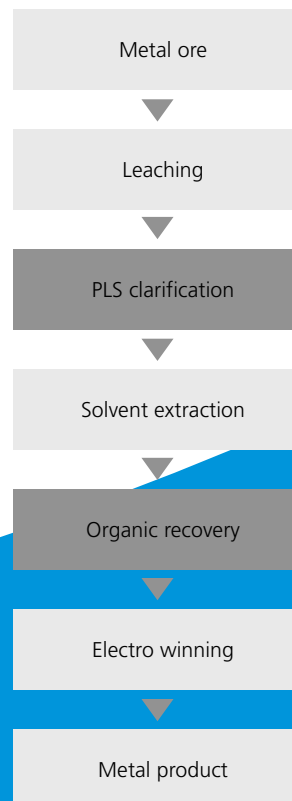 Metal ore
Leaching
PLS clarification
Solvent extraction
Organic recovery
Electro winning
Metal product